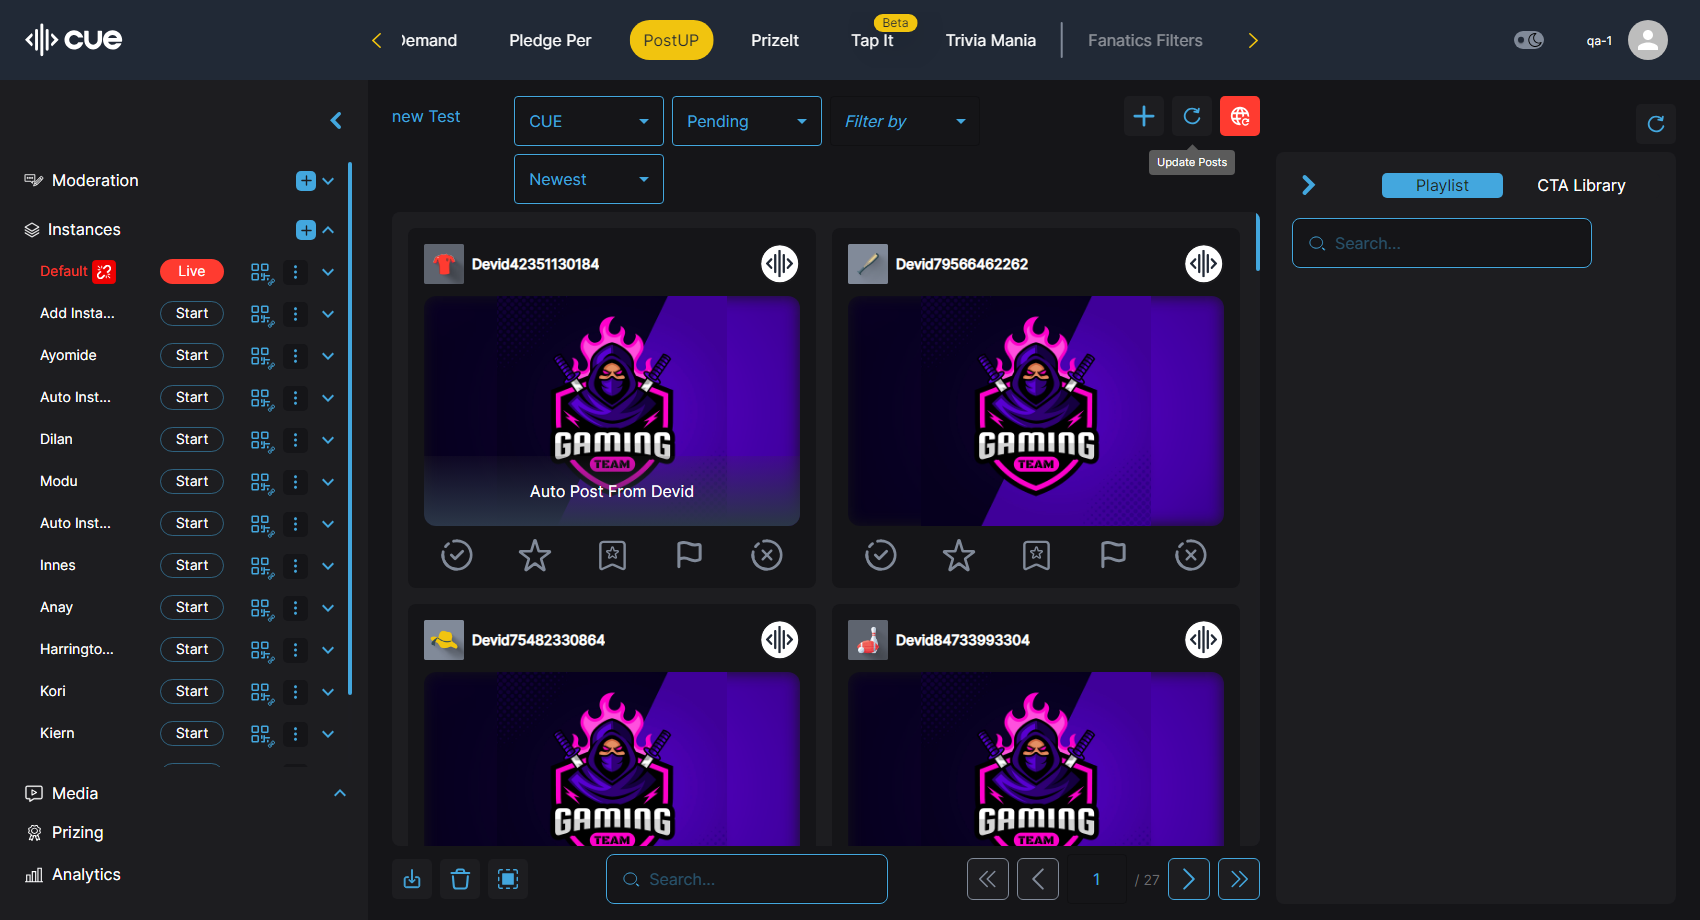 cue
Demand
Pledge Per
PostUP
PrizeIt
Beta
Tap It
Trivia Mania
Fanatics Filters
qa-1
Moderation
Instances
Default
Live
Add Insta...
Start
Ayomide
Start
Auto Inst...
Start
Dilan
Start
Modu
Start
Auto Inst...
Start
Innes
Start
Anay
Start
Harringto...
Start
Kori
Start
Kiern
Start
Media
Prizing
Analytics
new Test
CUE
Pending
Filter by
Newest
Update Posts
Devid42351130184
GAMING
TEAM
Auto Post From Devid
Devid79566462262
GAMING
TEAM
Devid75482330864
GAMING
TEAM
Devid84733993304
GAMING
TEAM
Search...
1
/ 27
Playlist
CTA Library
Search...